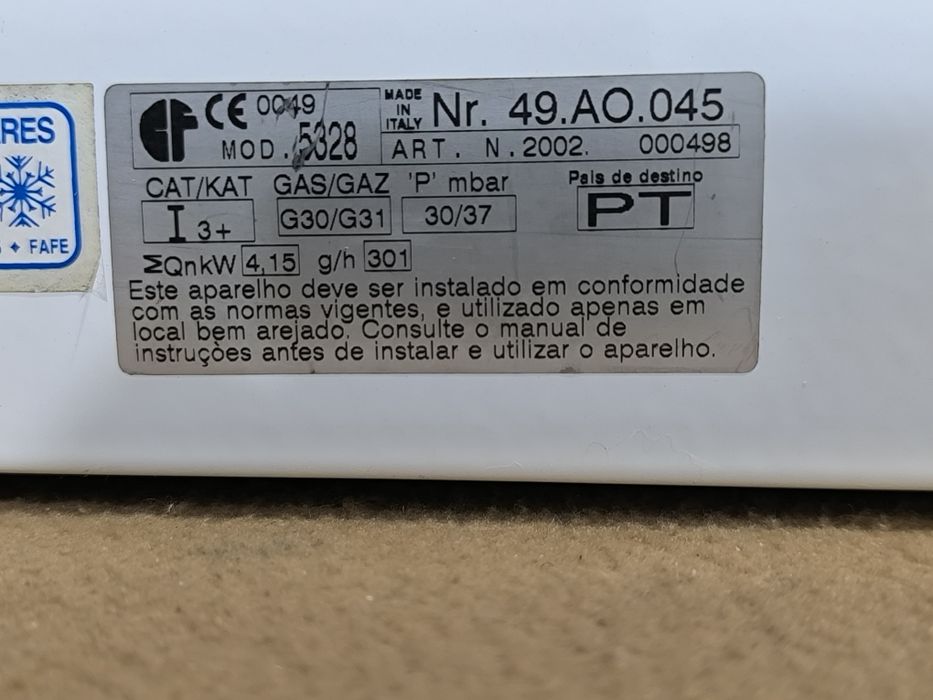 RES
FAFE
CE 0049
MOD. 5328
MADE IN ITALY
Nr. 49.AO.045
ART. N. 2002. 000498
CAT/KAT GAS/GAZ 'P' mbar País de destino
I 3+ G30/G31 30/37 PT
ΣQnkW 4,15 g/h 301
Este aparelho deve ser instalado em conformidade
com as normas vigentes, e utilizado apenas em
local bem arejado. Consulte o manual de
instruções antes de instalar e utilizar o aparelho.